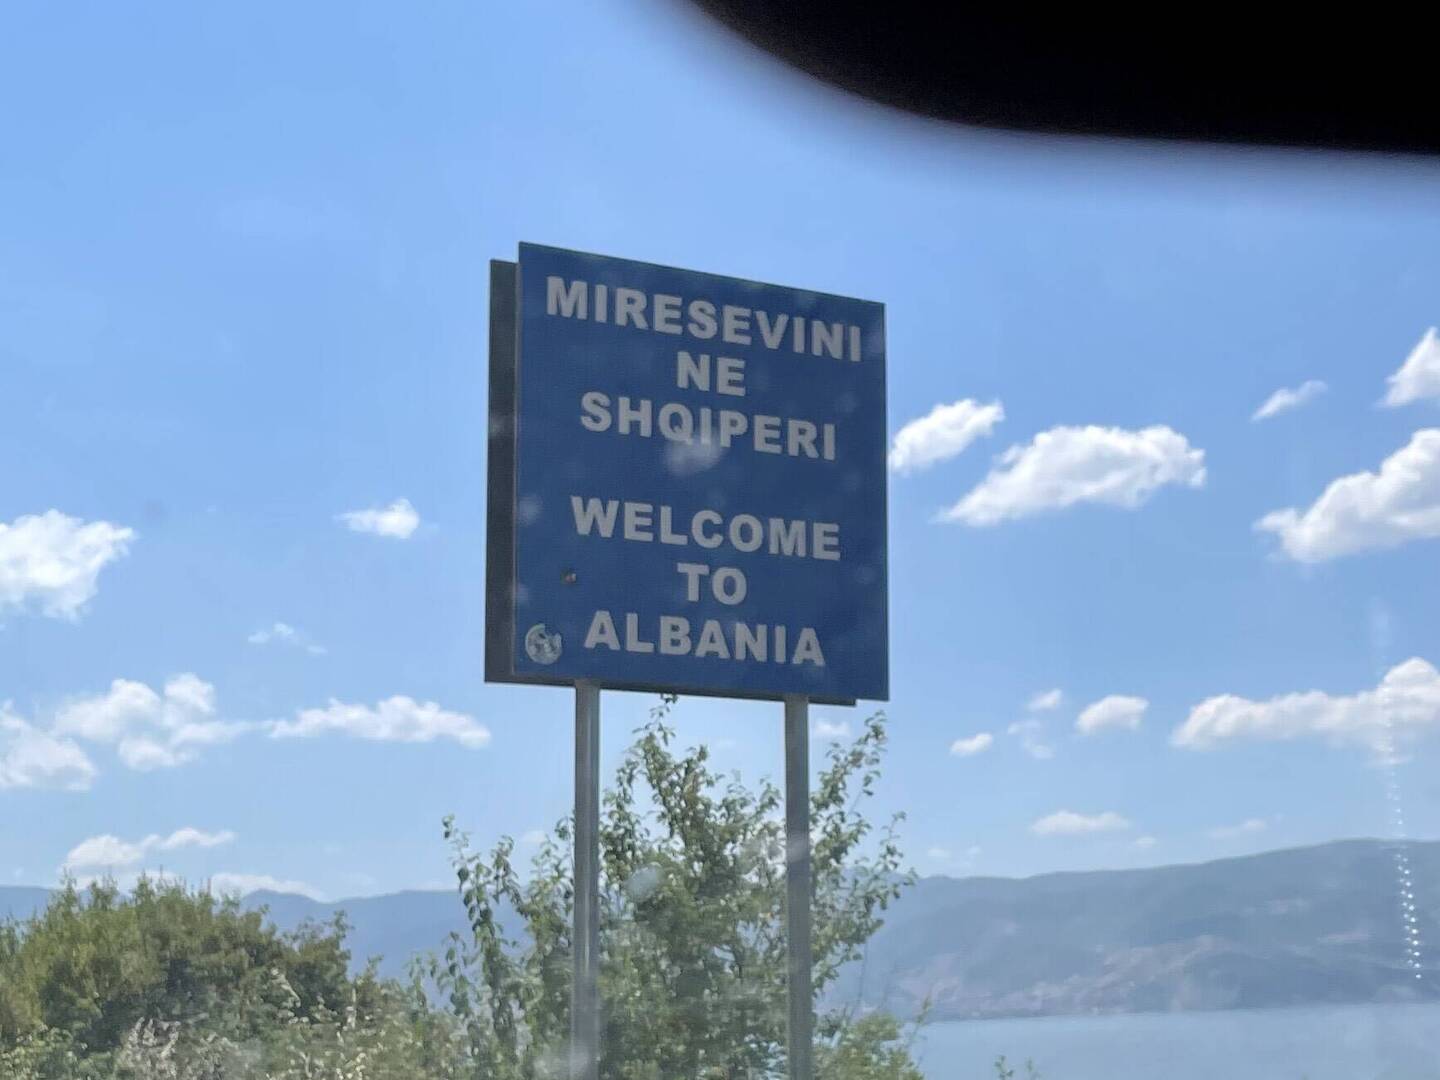 MIRESEVINI
NE
SHQIPERI
WELCOME
TO
ALBANIA